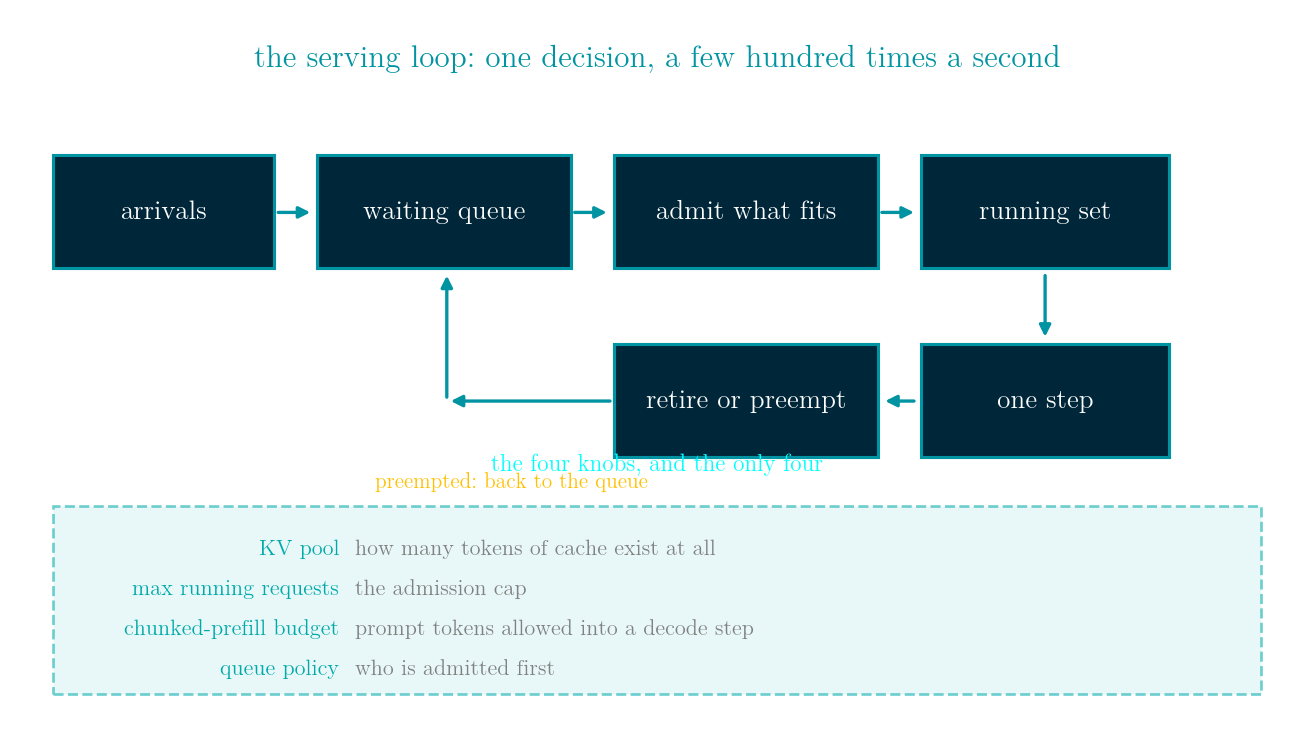 the serving loop: one decision, a few hundred times a second
arrivals
waiting queue
admit what fits
running set
retire or preempt
one step
the four knobs, and the only four
preempted: back to the queue
KV pool how many tokens of cache exist at all
max running requests the admission cap
chunked-prefill budget prompt tokens allowed into a decode step
queue policy who is admitted first